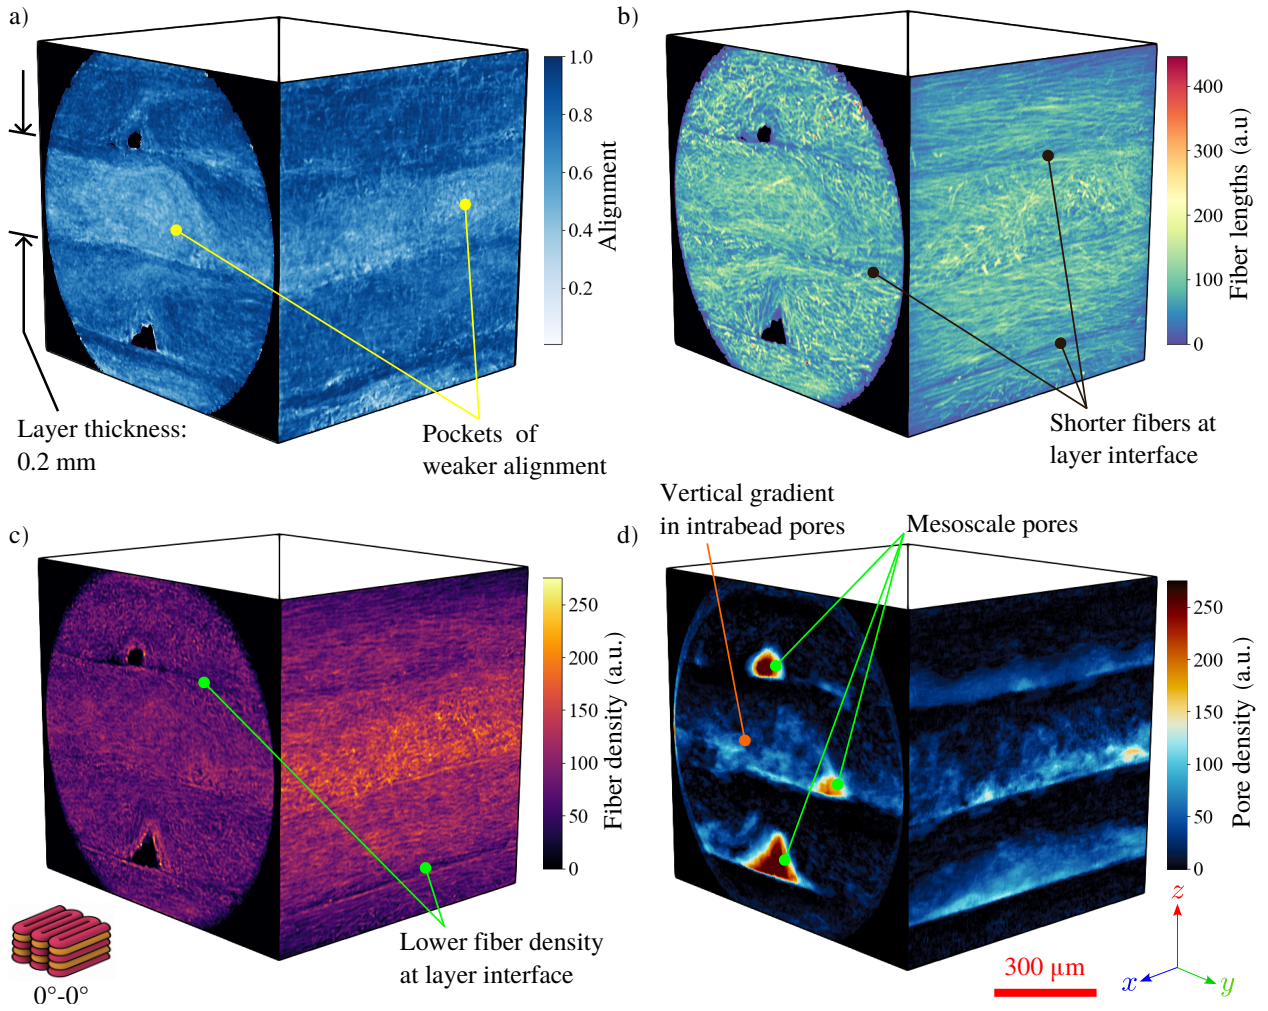 a)
1.0
0.8
0.6
0.4
0.2
Alignment
Layer thickness:
0.2 mm
Pockets of
weaker alignment
b)
400
300
200
100
0
Fiber lengths (a.u)
Shorter fibers at
layer interface
c)
250
200
150
100
50
0
Fiber density (a.u.)
Lower fiber density
at layer interface
0°-0°
Vertical gradient
in intrabead pores
Mesoscale pores
d)
250
200
150
100
50
0
Pore density (a.u.)
300 µm
z
x
y